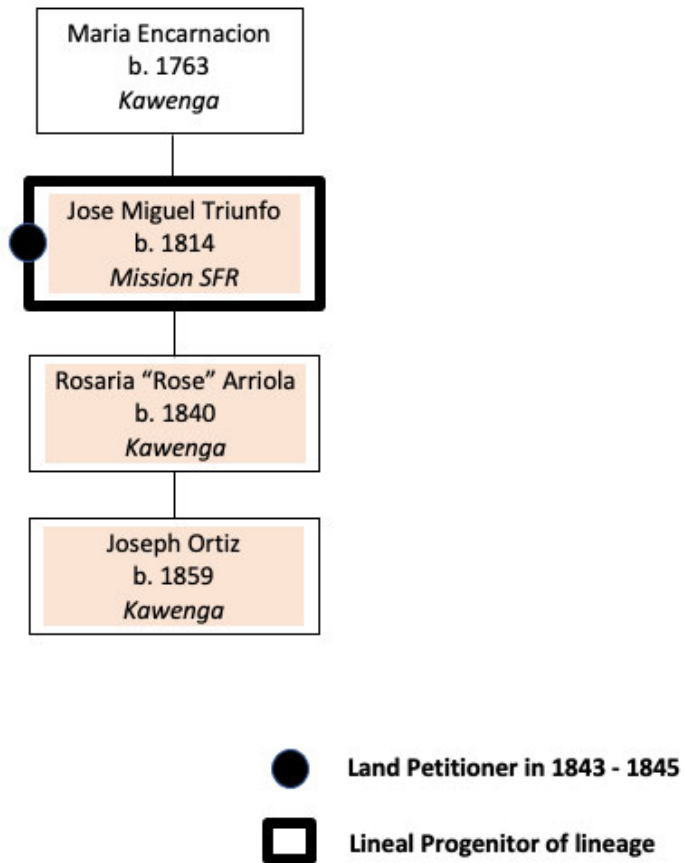 Maria Encarnacion
b. 1763
Kawenga
Jose Miguel Triunfo
b. 1814
Mission SFR
Rosaria “Rose” Arriola
b. 1840
Kawenga
Joseph Ortiz
b. 1859
Kawenga
Land Petitioner in 1843 - 1845
Lineal Progenitor of lineage